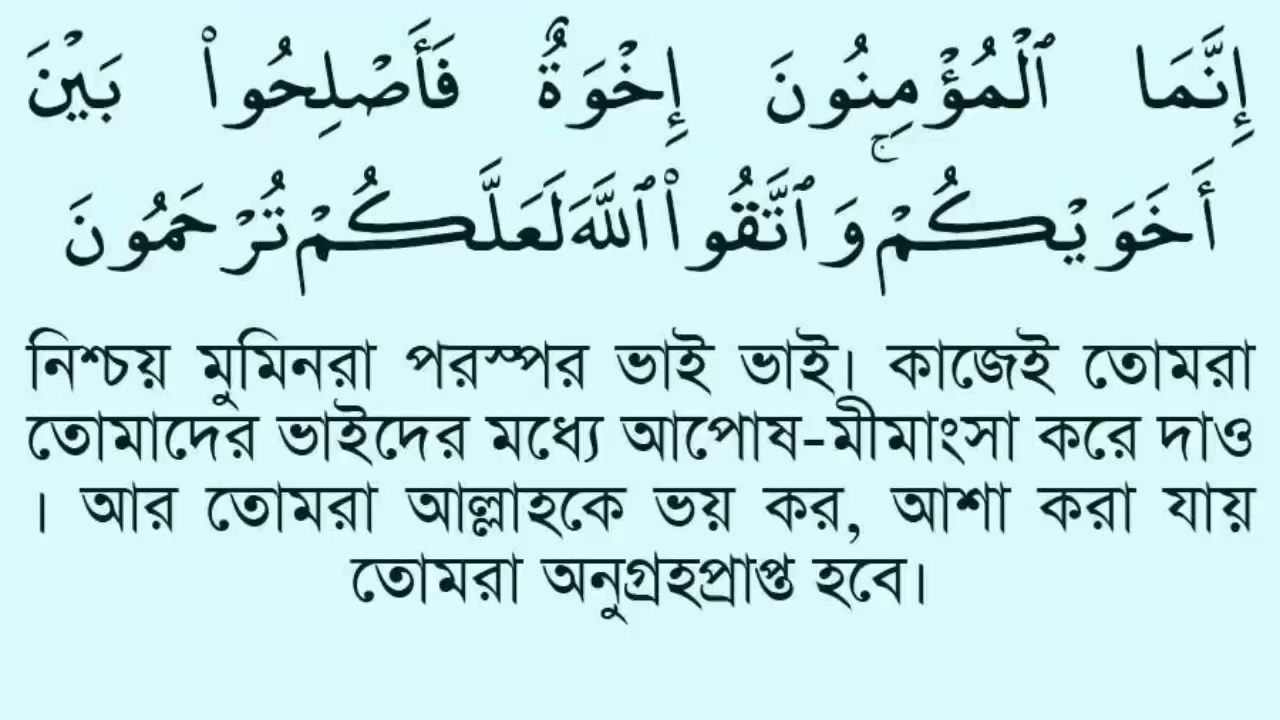 إِنَّمَا ٱلْمُؤْمِنُونَ إِخْوَةٌ فَأَصْلِحُوا۟ بَيْنَ
أَخَوَيْكُمْ ۚ وَٱتَّقُوا۟ ٱللَّهَ لَعَلَّكُمْ تُرْحَمُونَ
নিশ্চয় মুমিনরা পরস্পর ভাই ভাই। কাজেই তোমরা
তোমাদের ভাইদের মধ্যে আপোষ-মীমাংসা করে দাও
। আর তোমরা আল্লাহকে ভয় কর, আশা করা যায়
তোমরা অনুগ্রহপ্রাপ্ত হবে।